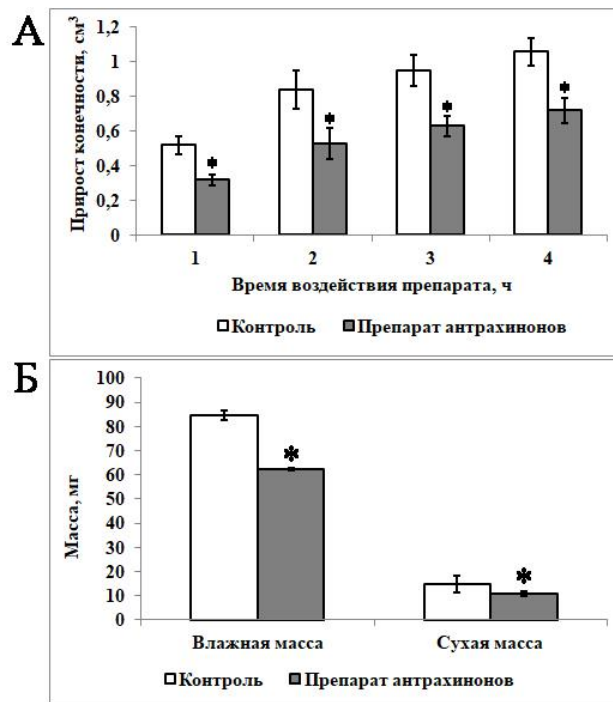 А
Прирост конечности, см³
1,2
1
0,8
0,6
0,4
0,2
0
* * * *
1 2 3 4
Время воздействия препарата, ч
Контроль Препарат антрахинонов
Б
Масса, мг
100
90
80
70
60
50
40
30
20
10
0
* *
Влажная масса Сухая масса
Контроль Препарат антрахинонов